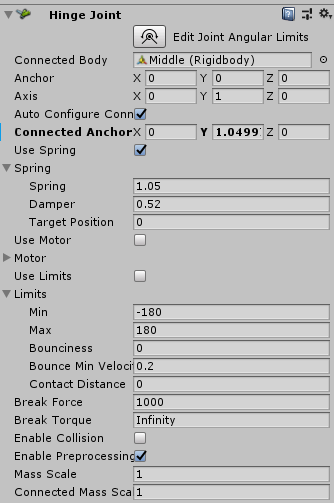 Hinge Joint
Edit Joint Angular Limits
Connected Body Middle (Rigidbody)
Anchor X 0 Y 0 Z 0
Axis X 0 Y 1 Z 0
Auto Configure Conn
Connected Anchor X 0 Y 1.0499 Z 0
Use Spring
Spring
Spring 1.05
Damper 0.52
Target Position 0
Use Motor
Motor
Use Limits
Limits
Min -180
Max 180
Bounciness 0
Bounce Min Velocit 0.2
Contact Distance 0
Break Force 1000
Break Torque Infinity
Enable Collision
Enable Preprocessing
Mass Scale 1
Connected Mass Sca 1